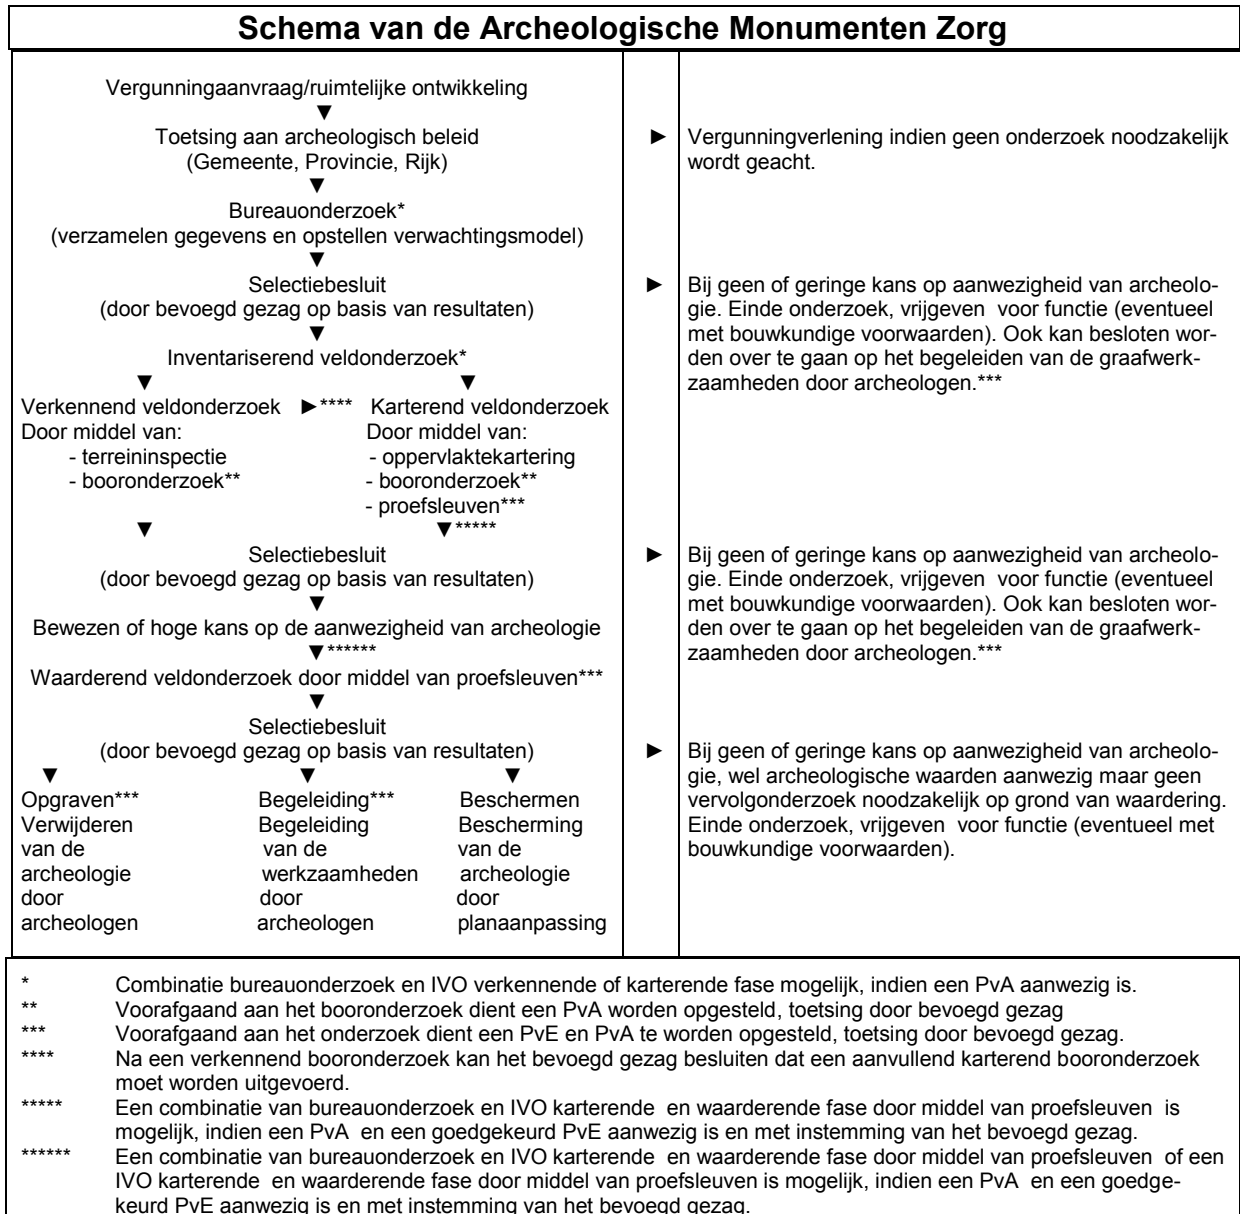 Schema van de Archeologische Monumenten Zorg
Vergunningaanvraag/ruimtelijke ontwikkeling
▼
Toetsing aan archeologisch beleid
(Gemeente, Provincie, Rijk)
▼
► Vergunningverlening indien geen onderzoek noodzakelijk
wordt geacht.
Bureauonderzoek*
(verzamelen gegevens en opstellen verwachtingsmodel)
▼
Selectiebesluit
(door bevoegd gezag op basis van resultaten)
▼
► Bij geen of geringe kans op aanwezigheid van archeolo-
gie. Einde onderzoek, vrijgeven voor functie (eventueel
met bouwkundige voorwaarden). Ook kan besloten wor-
den over te gaan op het begeleiden van de graafwerk-
zaamheden door archeologen.***
Inventariserend veldonderzoek*
▼ ▼
Verkennend veldonderzoek ►**** Karterend veldonderzoek
Door middel van: Door middel van:
- terreininspectie - oppervlaktekartering
- booronderzoek** - booronderzoek**
- proefsleuven***
▼ ▼*****
Selectiebesluit
(door bevoegd gezag op basis van resultaten)
▼
► Bij geen of geringe kans op aanwezigheid van archeolo-
gie. Einde onderzoek, vrijgeven voor functie (eventueel
met bouwkundige voorwaarden). Ook kan besloten wor-
den over te gaan op het begeleiden van de graafwerk-
zaamheden door archeologen.***
Bewezen of hoge kans op de aanwezigheid van archeologie
▼******
Waarderend veldonderzoek door middel van proefsleuven***
▼
Selectiebesluit
(door bevoegd gezag op basis van resultaten)
► Bij geen of geringe kans op aanwezigheid van archeolo-
gie, wel archeologische waarden aanwezig maar geen
vervolgonderzoek noodzakelijk op grond van waardering.
Einde onderzoek, vrijgeven voor functie (eventueel met
bouwkundige voorwaarden).
▼ ▼ ▼
Opgraven*** Begeleiding*** Beschermen
Verwijderen Begeleiding Bescherming
van de van de van de
archeologie werkzaamheden archeologie
door door door
archeologen archeologen planaanpassing
* Combinatie bureauonderzoek en IVO verkennende of karterende fase mogelijk, indien een PvA aanwezig is.
** Voorafgaand aan het booronderzoek dient een PvA worden opgesteld, toetsing door bevoegd gezag
*** Voorafgaand aan het onderzoek dient een PvE en PvA te worden opgesteld, toetsing door bevoegd gezag.
**** Na een verkennend booronderzoek kan het bevoegd gezag besluiten dat een aanvullend karterend booronderzoek
moet worden uitgevoerd.
***** Een combinatie van bureauonderzoek en IVO karterende en waarderende fase door middel van proefsleuven is
mogelijk, indien een PvA en een goedgekeurd PvE aanwezig is en met instemming van het bevoegd gezag.
****** Een combinatie van bureauonderzoek en IVO karterende en waarderende fase door middel van proefsleuven of een
IVO karterende en waarderende fase door middel van proefsleuven is mogelijk, indien een PvA en een goedge-
keurd PvE aanwezig is en met instemming van het bevoegd gezag.